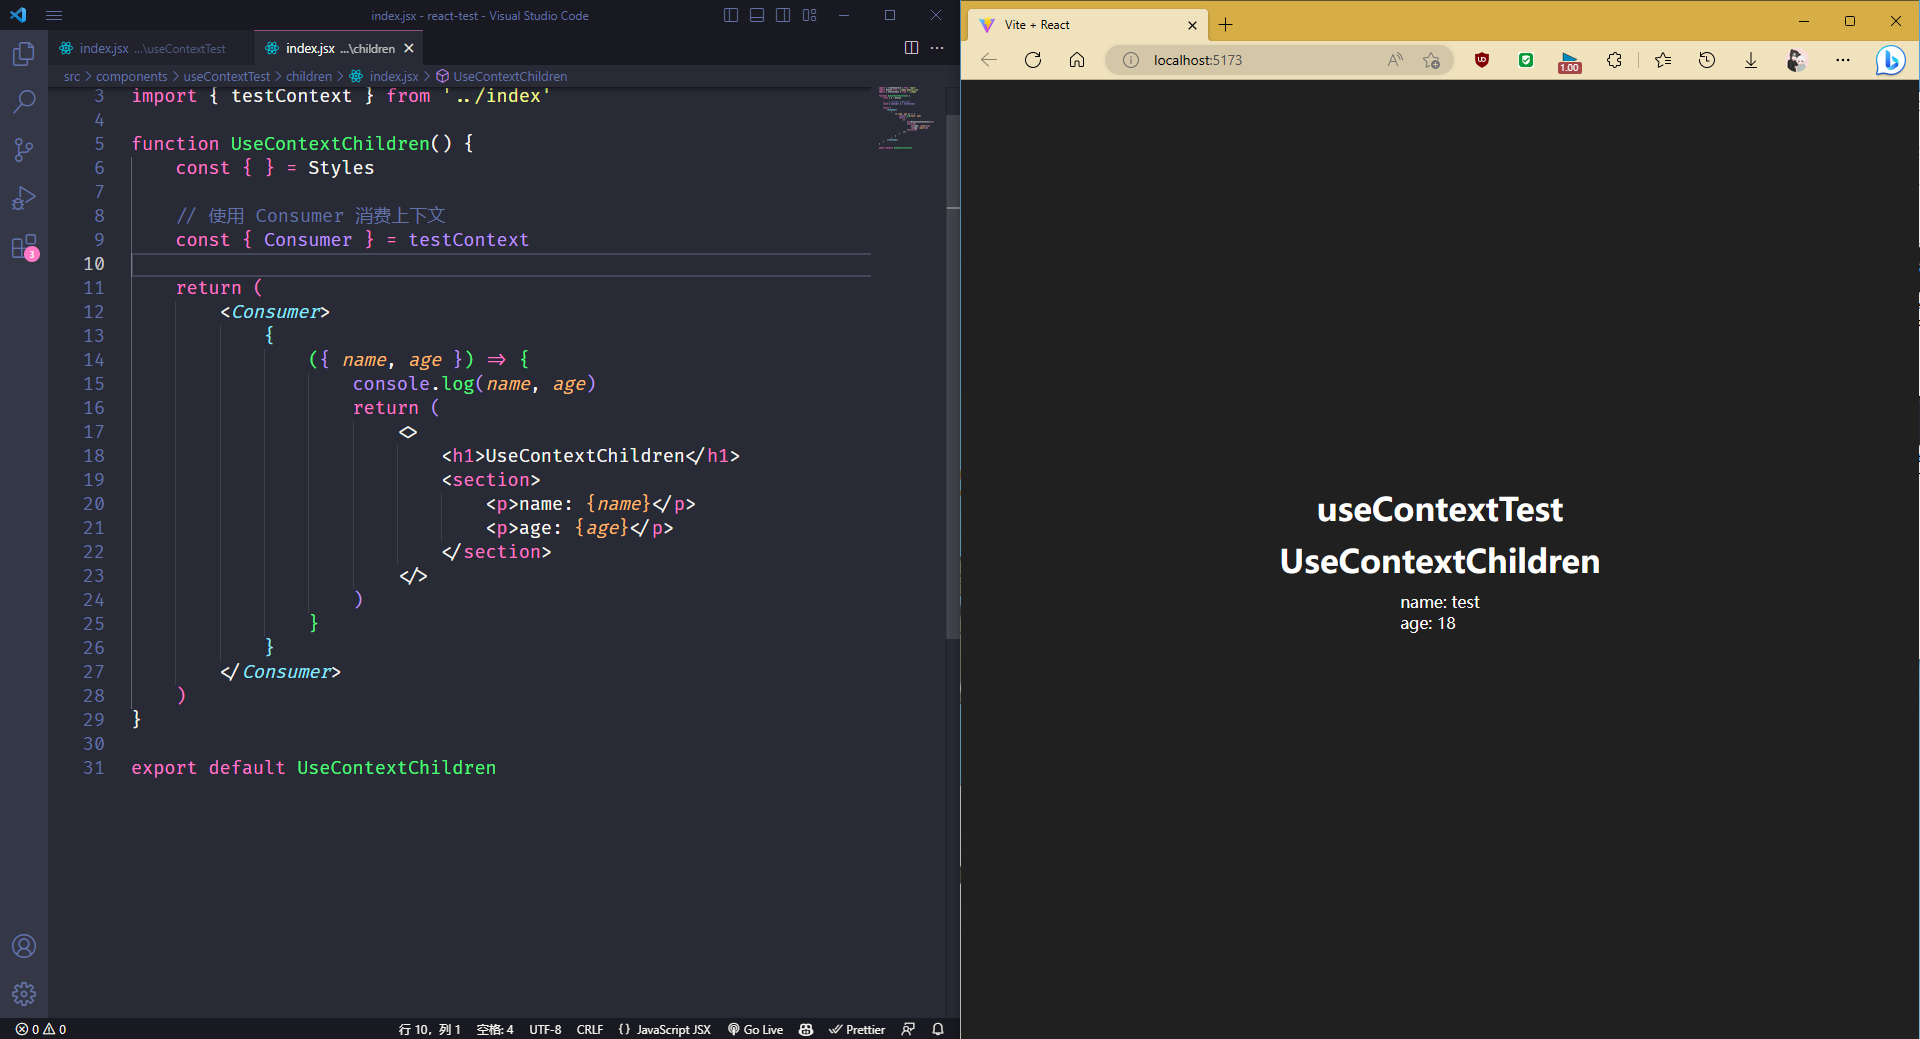 index.jsx - react-test - Visual Studio Code
index.jsx ...\useContextTest
index.jsx ...\children
src > components > useContextTest > children > index.jsx > UseContextChildren
3 import { testContext } from '../index'
4
5 function UseContextChildren() {
6 const { } = Styles
7
8 // 使用 Consumer 消费上下文
9 const { Consumer } = testContext
10
11 return (
12 <Consumer>
13 {
14 ({ name, age }) => {
15 console.log(name, age)
16 return (
17 <>
18 <h1>UseContextChildren</h1>
19 <section>
20 <p>name: {name}</p>
21 <p>age: {age}</p>
22 </section>
23 </>
24 )
25 }
26 }
27 </Consumer>
28 )
29 }
30
31 export default UseContextChildren
3
0 0 行 10，列 1 空格: 4 UTF-8 CRLF {} JavaScript JSX Go Live Prettier
Vite + React
localhost:5173
1.00
useContextTest
UseContextChildren
name: test
age: 18